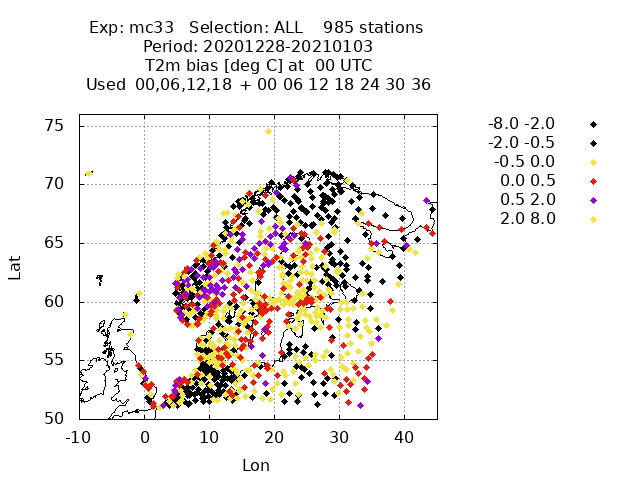 Exp: mc33 Selection: ALL 985 stations
Period: 20201228-20210103
T2m bias [deg C] at 00 UTC
Used 00,06,12,18 + 00 06 12 18 24 30 36
75
70
65
60
55
50
-10 0 10 20 30 40
Lat
Lon
-8.0 -2.0
-2.0 -0.5
-0.5 0.0
0.0 0.5
0.5 2.0
2.0 8.0